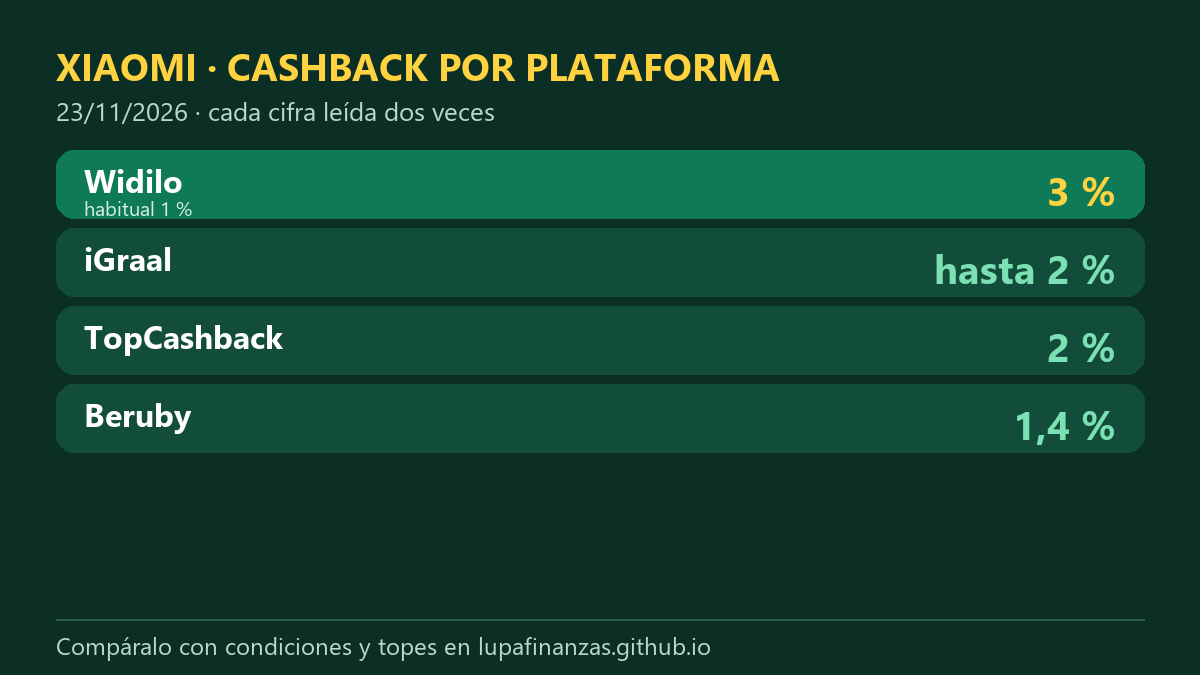 XIAOMI · CASHBACK POR PLATAFORMA
23/11/2026 · cada cifra leída dos veces
Widilo
habitual 1 %
3 %
iGraal
hasta 2 %
TopCashback
2 %
Beruby
1,4 %
Compáralo con condiciones y topes en lupafinanzas.github.io